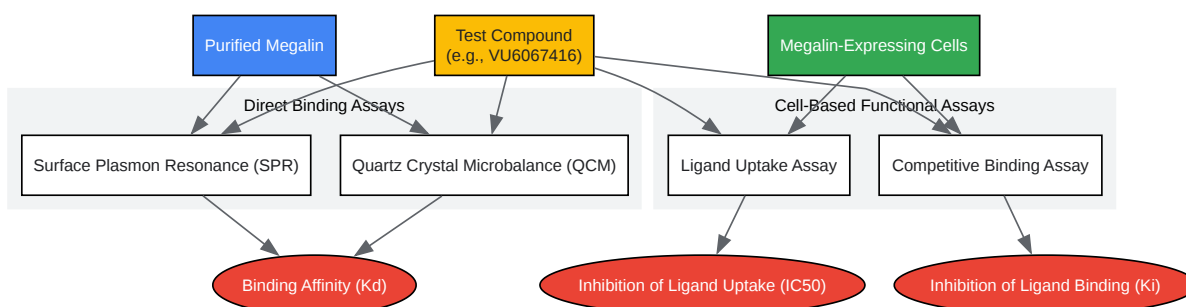 Purified Megalin
Test Compound
(e.g., VU6067416)
Megalin-Expressing Cells
Direct Binding Assays
Cell-Based Functional Assays
Surface Plasmon Resonance (SPR)
Quartz Crystal Microbalance (QCM)
Ligand Uptake Assay
Competitive Binding Assay
Binding Affinity (Kd)
Inhibition of Ligand Uptake (IC50)
Inhibition of Ligand Binding (Ki)